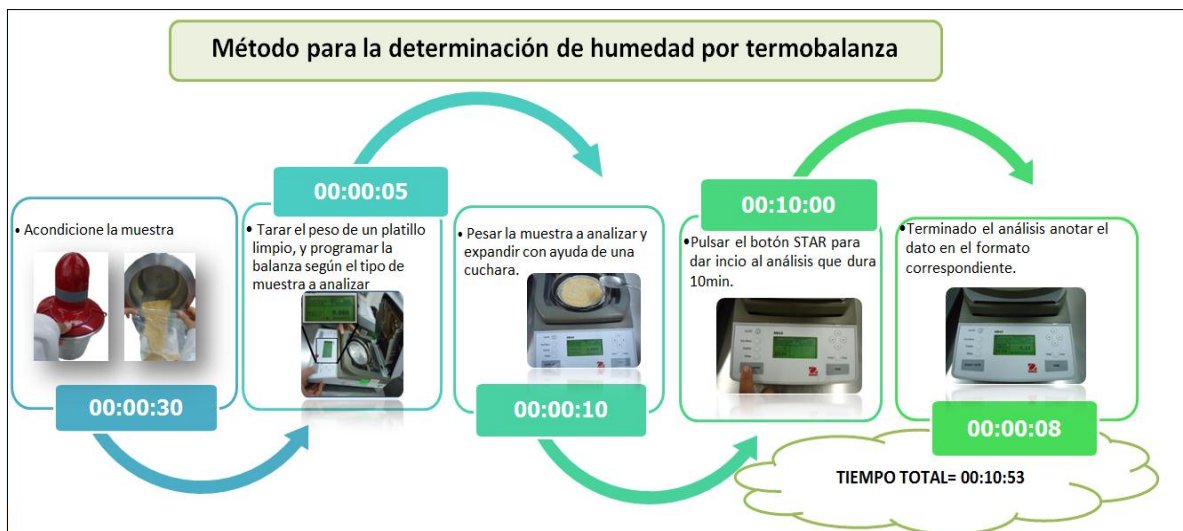 Método para la determinación de humedad por termobalanza
00:00:05
00:10:00
• Acondicione la muestra
00:00:30
• Tarar el peso de un platillo
limpio, y programar la
balanza según el tipo de
muestra a analizar
• Pesar la muestra a analizar y
expandir con ayuda de una
cuchara.
00:00:10
•Pulsar el botón STAR para
dar incio al análisis que dura
10min.
•Terminado el análisis anotar el
dato en el formato
correspondiente.
00:00:08
TIEMPO TOTAL= 00:10:53